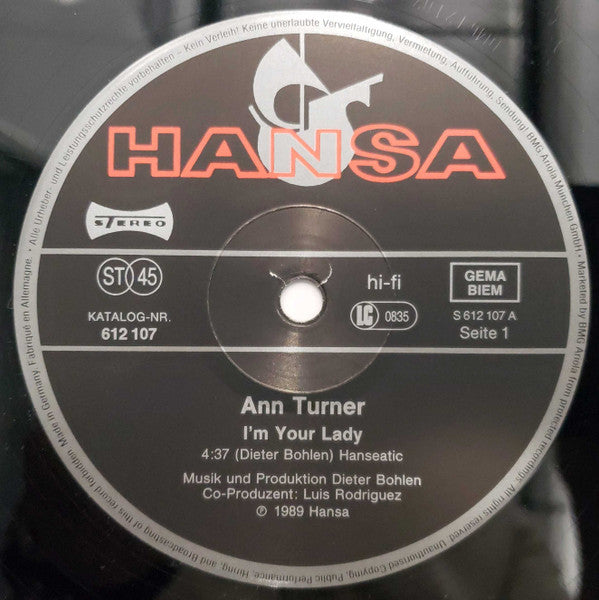 HANSA
STEREO
ST 45
KATALOG-NR.
612 107
hi-fi
LC 0835
GEMA
BIEM
S 612 107 A
Seite 1
Ann Turner
I'm Your Lady
4:37 (Dieter Bohlen) Hanseatic
Musik und Produktion Dieter Bohlen
Co-Produzent: Luis Rodriguez
℗ 1989 Hansa
Made in Germany. Fabriqué en Allemagne. • Alle Urheber- und Leistungsschutzrechte vorbehalten – Kein Verleih! Keine unerlaubte Vervielfältigung, Vermietung, Aufführung, Sendung! BMG Ariola München GmbH • Marketed by BMG Ariola from protected recordings. All rights reserved. Unauthorised Copying, Public Performance, Hiring, and Broadcasting of this record forbidden.